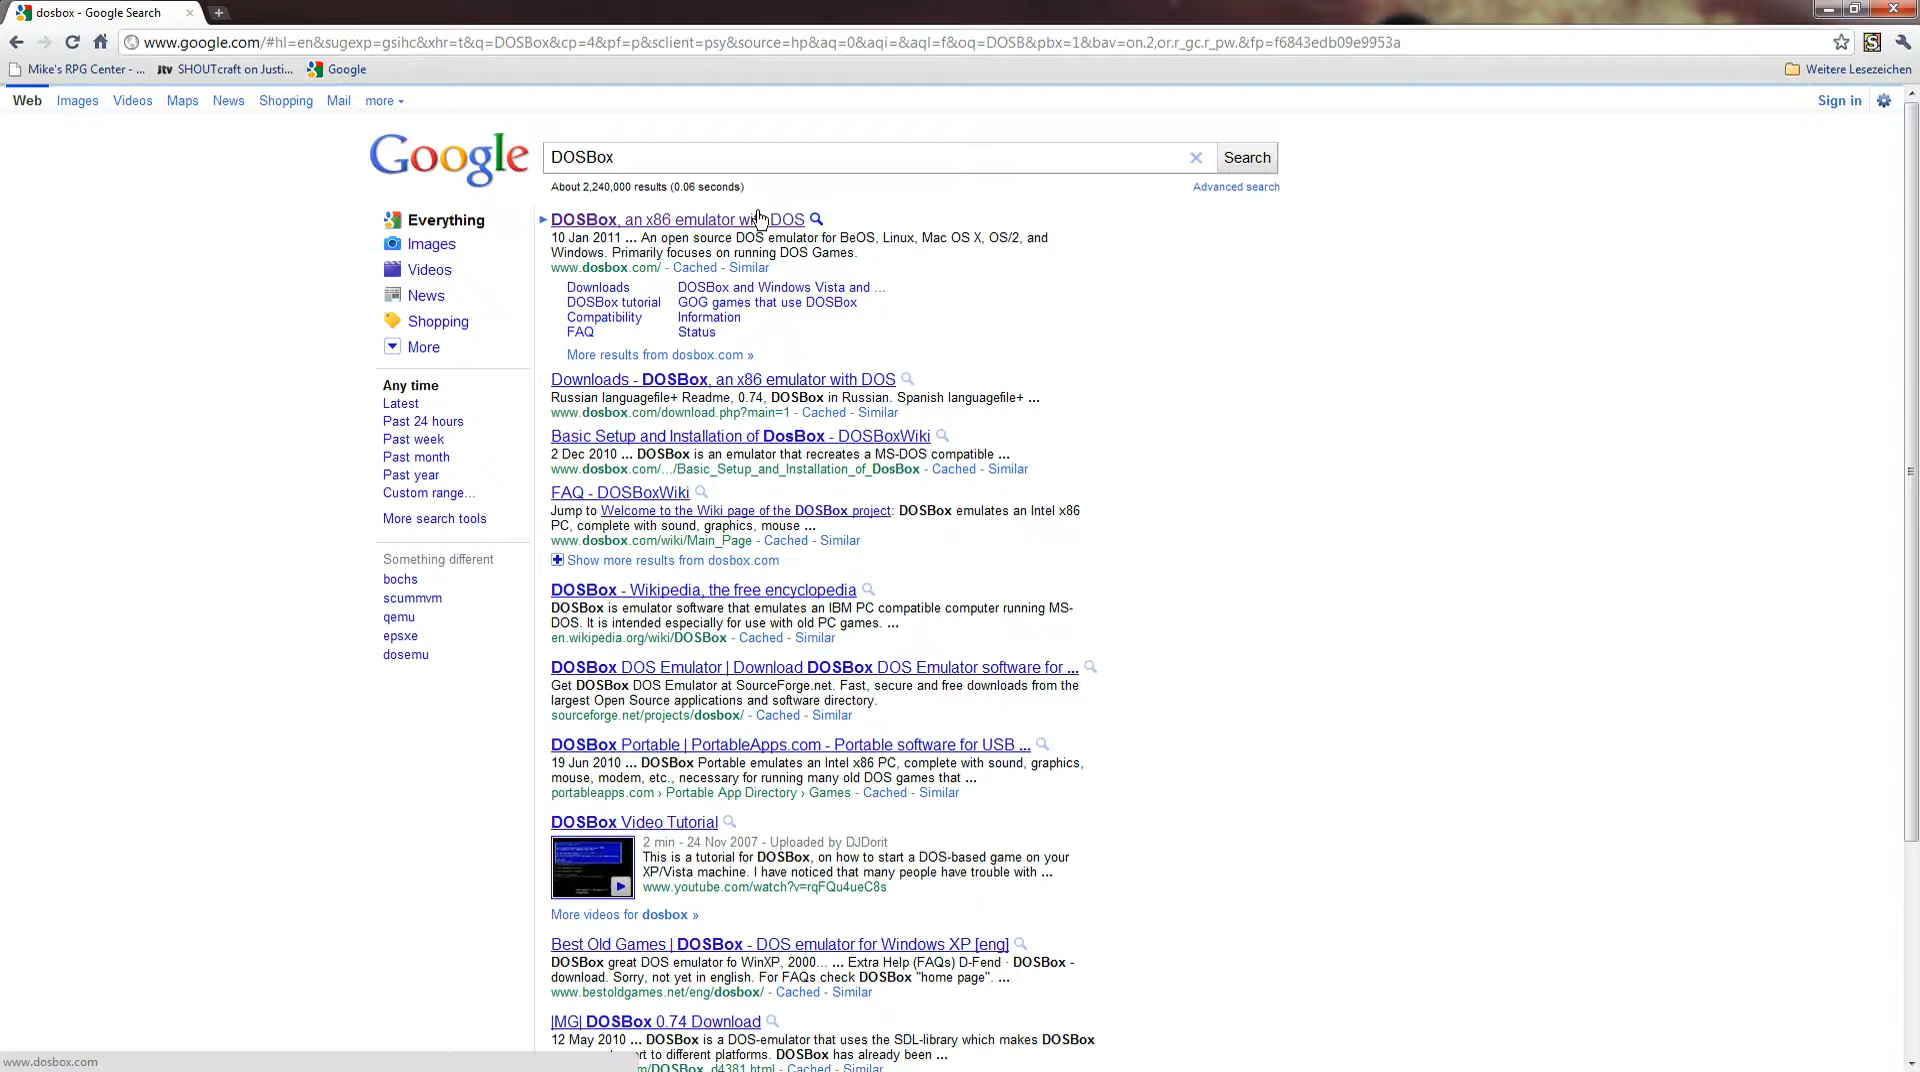 dosbox - Google Search
www.google.com/#hl=en&sugexp=gsihc&xhr=t&q=DOSBox&cp=4&pf=p&sclient=psy&source=hp&aq=0&aqi=&aql=f&oq=DOSB&pbx=1&bav=on.2,or.r_gc.r_pw.&fp=f6843edb09e9953a
Mike's RPG Center - ... Jtv SHOUTcraft on Justi... Google Weitere Lesezeichen
Web Images Videos Maps News Shopping Mail more Sign in
Google DOSBox Search
About 2,240,000 results (0.06 seconds) Advanced search
Everything
Images
Videos
News
Shopping
More
Any time
Latest
Past 24 hours
Past week
Past month
Past year
Custom range...
More search tools
Something different
bochs
scummvm
qemu
epsxe
dosemu
DOSBox, an x86 emulator with DOS
10 Jan 2011 ... An open source DOS emulator for BeOS, Linux, Mac OS X, OS/2, and
Windows. Primarily focuses on running DOS Games.
www.dosbox.com/ - Cached - Similar
Downloads DOSBox and Windows Vista and ...
DOSBox tutorial GOG games that use DOSBox
Compatibility Information
FAQ Status
More results from dosbox.com »
Downloads - DOSBox, an x86 emulator with DOS
Russian languagefile+ Readme, 0.74, DOSBox in Russian. Spanish languagefile+ ...
www.dosbox.com/download.php?main=1 - Cached - Similar
Basic Setup and Installation of DosBox - DOSBoxWiki
2 Dec 2010 ... DOSBox is an emulator that recreates a MS-DOS compatible ...
www.dosbox.com/.../Basic_Setup_and_Installation_of_DosBox - Cached - Similar
FAQ - DOSBoxWiki
Jump to Welcome to the Wiki page of the DOSBox project: DOSBox emulates an Intel x86
PC, complete with sound, graphics, mouse ...
www.dosbox.com/wiki/Main_Page - Cached - Similar
Show more results from dosbox.com
DOSBox - Wikipedia, the free encyclopedia
DOSBox is emulator software that emulates an IBM PC compatible computer running MS-
DOS. It is intended especially for use with old PC games. ...
en.wikipedia.org/wiki/DOSBox - Cached - Similar
DOSBox DOS Emulator | Download DOSBox DOS Emulator software for ...
Get DOSBox DOS Emulator at SourceForge.net. Fast, secure and free downloads from the
largest Open Source applications and software directory.
sourceforge.net/projects/dosbox/ - Cached - Similar
DOSBox Portable | PortableApps.com - Portable software for USB ...
19 Jun 2010 ... DOSBox Portable emulates an Intel x86 PC, complete with sound, graphics,
mouse, modem, etc., necessary for running many old DOS games that ...
portableapps.com › Portable App Directory › Games - Cached - Similar
DOSBox Video Tutorial
2 min - 24 Nov 2007 - Uploaded by DJDorit
This is a tutorial for DOSBox, on how to start a DOS-based game on your
XP/Vista machine. I have noticed that many people have trouble with ...
www.youtube.com/watch?v=rqFQu4ueC8s
More videos for dosbox »
Best Old Games | DOSBox - DOS emulator for Windows XP [eng]
DOSBox great DOS emulator fo WinXP, 2000... ... Extra Help (FAQs) D-Fend · DOSBox -
download. Sorry, not yet in english. For FAQs check DOSBox "home page". ...
www.bestoldgames.net/eng/dosbox/ - Cached - Similar
|MG| DOSBox 0.74 Download
12 May 2010 ... DOSBox is a DOS-emulator that uses the SDL-library which makes DOSBox
to different platforms. DOSBox has already been ...
DOSBox_d4381.html - Cached - Similar
www.dosbox.com